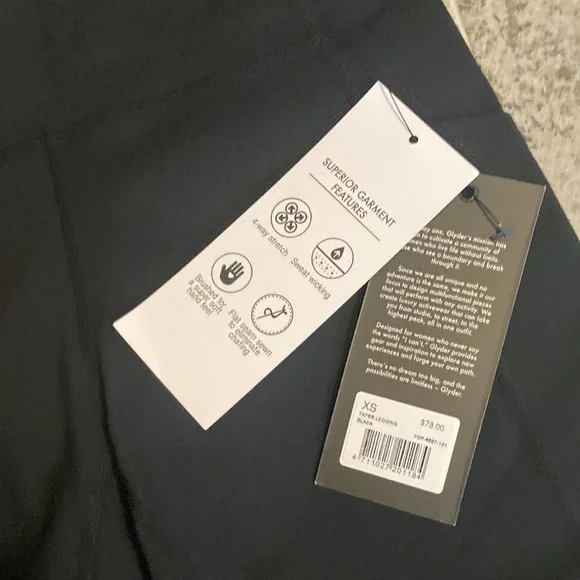 SUPERIOR GARMENT
FEATURES
4-way stretch
Sweat wicking
Brushed for
a super soft
hand feel
Flat seam sewn
to eliminate
chafing
one, Glyder's mission
to cultivate a community of
women who live life without limits.
who see a boundary and break
through it.
Since we are all unique and no
adventure is the same, we make it our
focus to design multifunctional pieces
that will perform with any activity. We
create luxury activewear that can take
you from studio, to street, to the
highest peak, all in one outfit.
Designed for women who never say
the words "I can't," Glyder provides
gear and inspiration to explore new
experiences and forge your own path.
There's no dream too big, and the
possibilities are limitless – Glyder.
XS
$78.00
TAPER LEGGING
BLACK
4 711027 201184